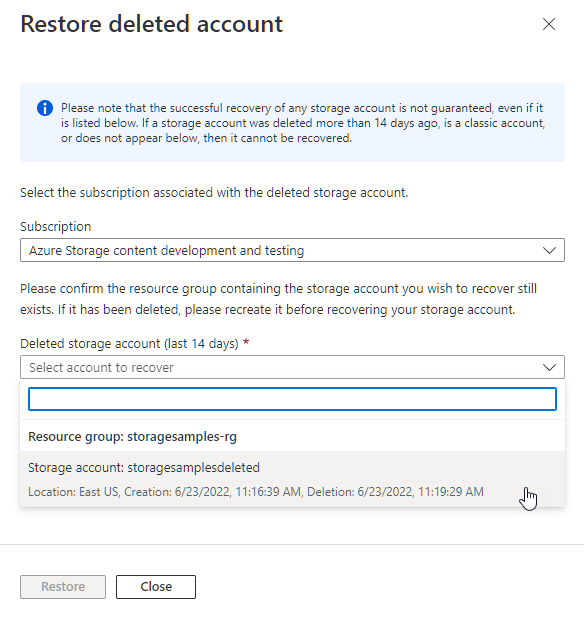 Restore deleted account
Please note that the successful recovery of any storage account is not guaranteed, even if it
is listed below. If a storage account was deleted more than 14 days ago, is a classic account,
or does not appear below, then it cannot be recovered.
Select the subscription associated with the deleted storage account.
Subscription
Azure Storage content development and testing
Please confirm the resource group containing the storage account you wish to recover still
exists. If it has been deleted, please recreate it before recovering your storage account.
Deleted storage account (last 14 days) *
Select account to recover
Resource group: storagesamples-rg
Storage account: storagesamplesdeleted
Location: East US, Creation: 6/23/2022, 11:16:39 AM, Deletion: 6/23/2022, 11:19:29 AM
Restore
Close